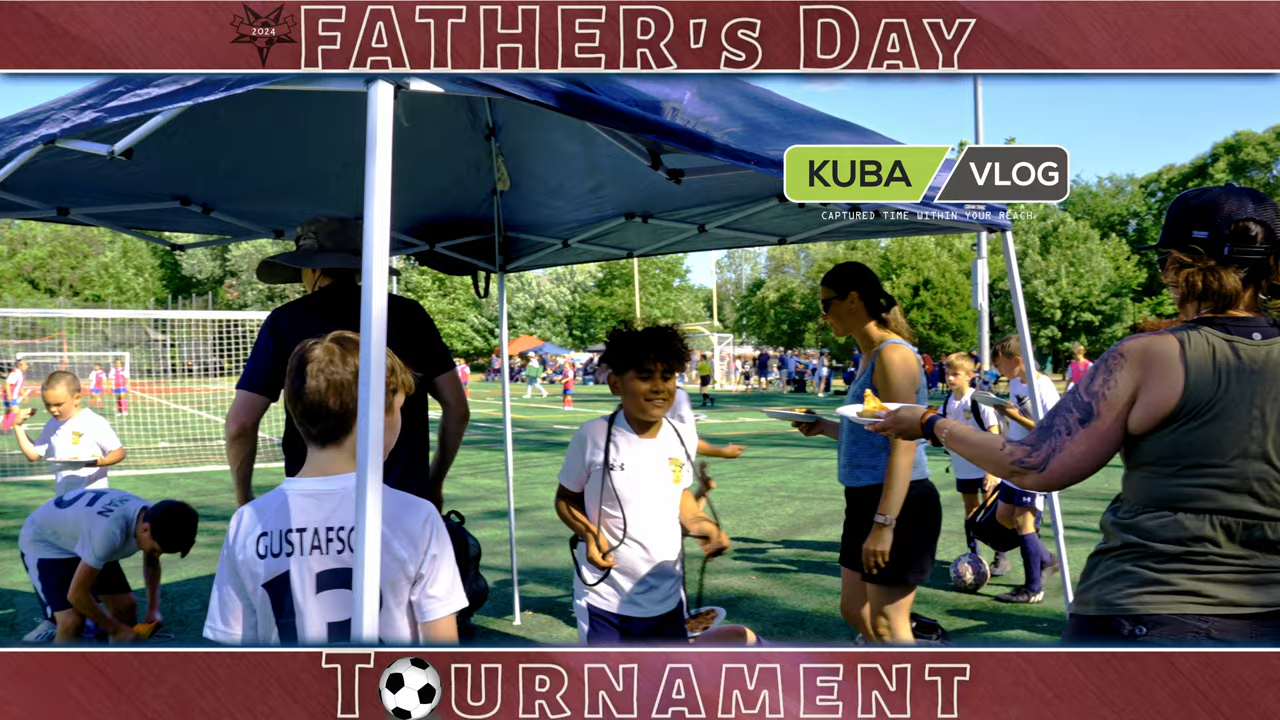 2024
FATHER's DAY
KUBA VLOG
CAPTURED TIME WITHIN YOUR REACH
GUSTAFSO
TOURNAMENT